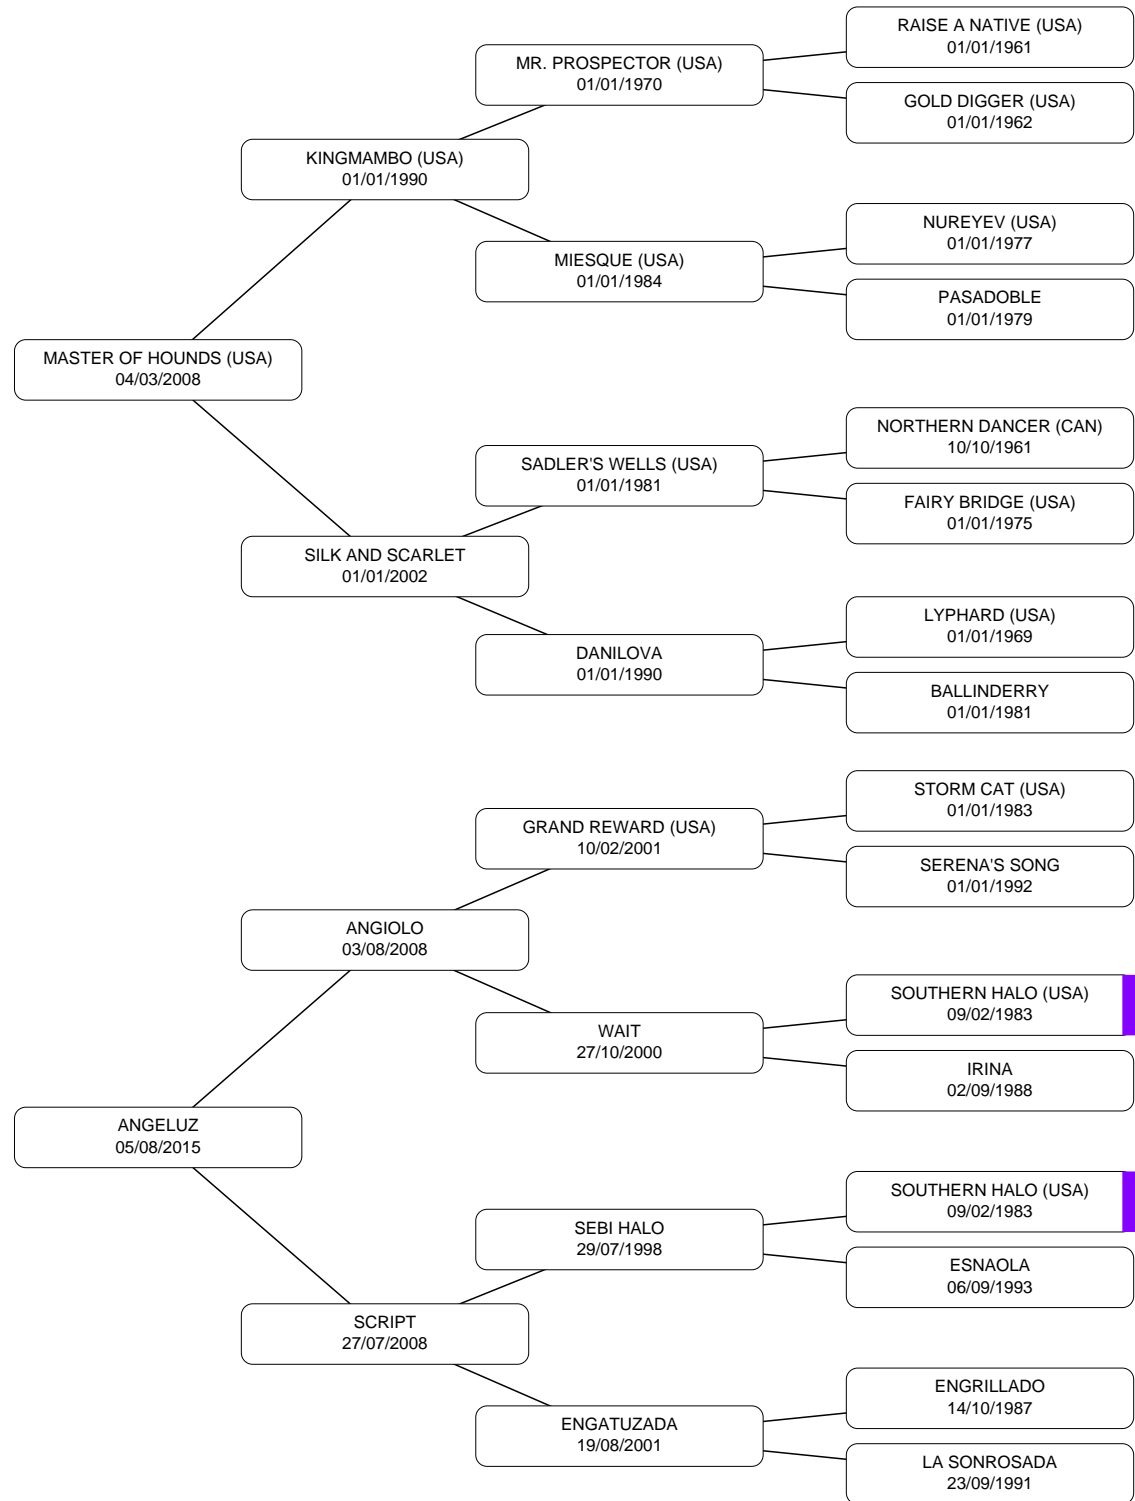 RAISE A NATIVE (USA)
01/01/1961
MR. PROSPECTOR (USA)
01/01/1970
GOLD DIGGER (USA)
01/01/1962
KINGMAMBO (USA)
01/01/1990
NUREYEV (USA)
01/01/1977
MIESQUE (USA)
01/01/1984
PASADOBLE
01/01/1979
MASTER OF HOUNDS (USA)
04/03/2008
NORTHERN DANCER (CAN)
10/10/1961
SADLER'S WELLS (USA)
01/01/1981
FAIRY BRIDGE (USA)
01/01/1975
SILK AND SCARLET
01/01/2002
LYPHARD (USA)
01/01/1969
DANILOVA
01/01/1990
BALLINDERRY
01/01/1981
STORM CAT (USA)
01/01/1983
GRAND REWARD (USA)
10/02/2001
SERENA'S SONG
01/01/1992
ANGIOLO
03/08/2008
SOUTHERN HALO (USA)
09/02/1983
WAIT
27/10/2000
IRINA
02/09/1988
ANGELUZ
05/08/2015
SOUTHERN HALO (USA)
09/02/1983
SEBI HALO
29/07/1998
ESNAOLA
06/09/1993
SCRIPT
27/07/2008
ENGRILLADO
14/10/1987
ENGATUZADA
19/08/2001
LA SONROSADA
23/09/1991